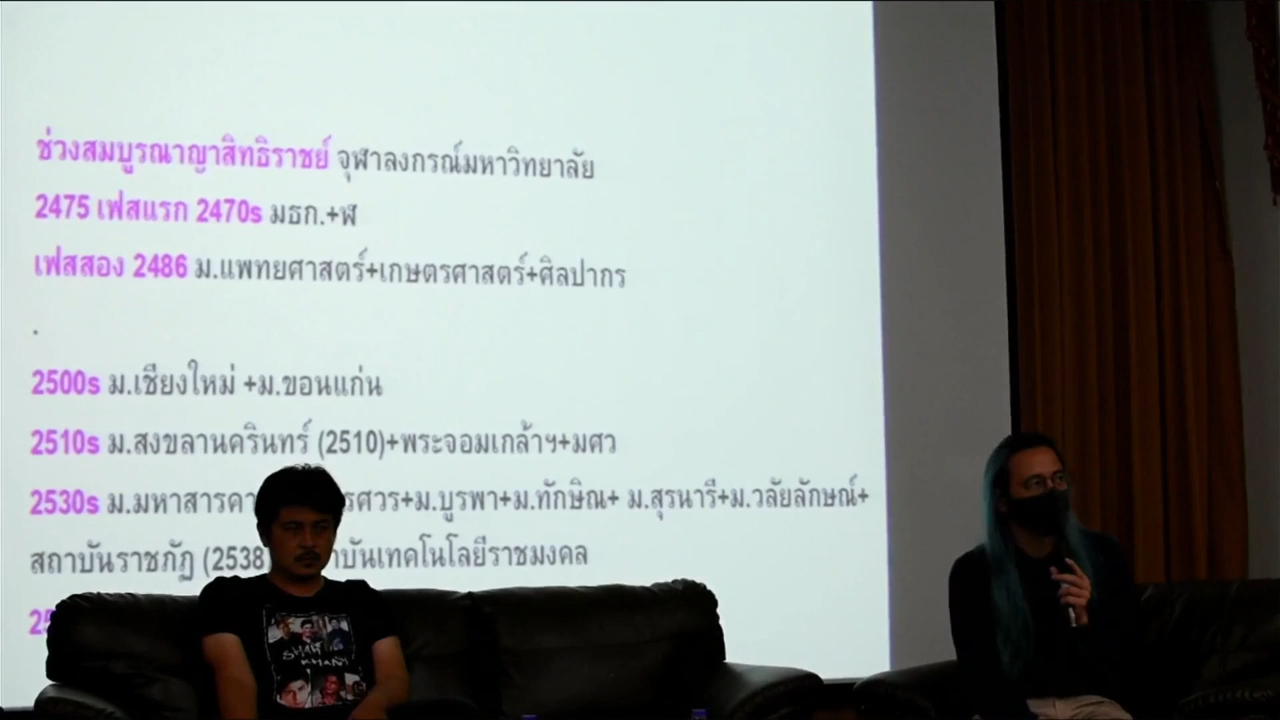 ช่วงสมบูรณาญาสิทธิราชย์ จุฬาลงกรณ์มหาวิทยาลัย
2475 เฟสแรก 2470s มธก.+ฬ
เฟสสอง 2486 ม.แพทยศาสตร์+เกษตรศาสตร์+ศิลปากร
.
2500s ม.เชียงใหม่ +ม.ขอนแก่น
2510s ม.สงขลานครินทร์ (2510)+พระจอมเกล้าฯ+มศว
2530s ม.มหาสารคา รศวร+ม.บูรพา+ม.ทักษิณ+ ม.สุรนารี+ม.วลัยลักษณ์+
สถาบันราชภัฏ (2538 าบันเทคโนโลยีราชมงคล
25
SHAH
KHAN